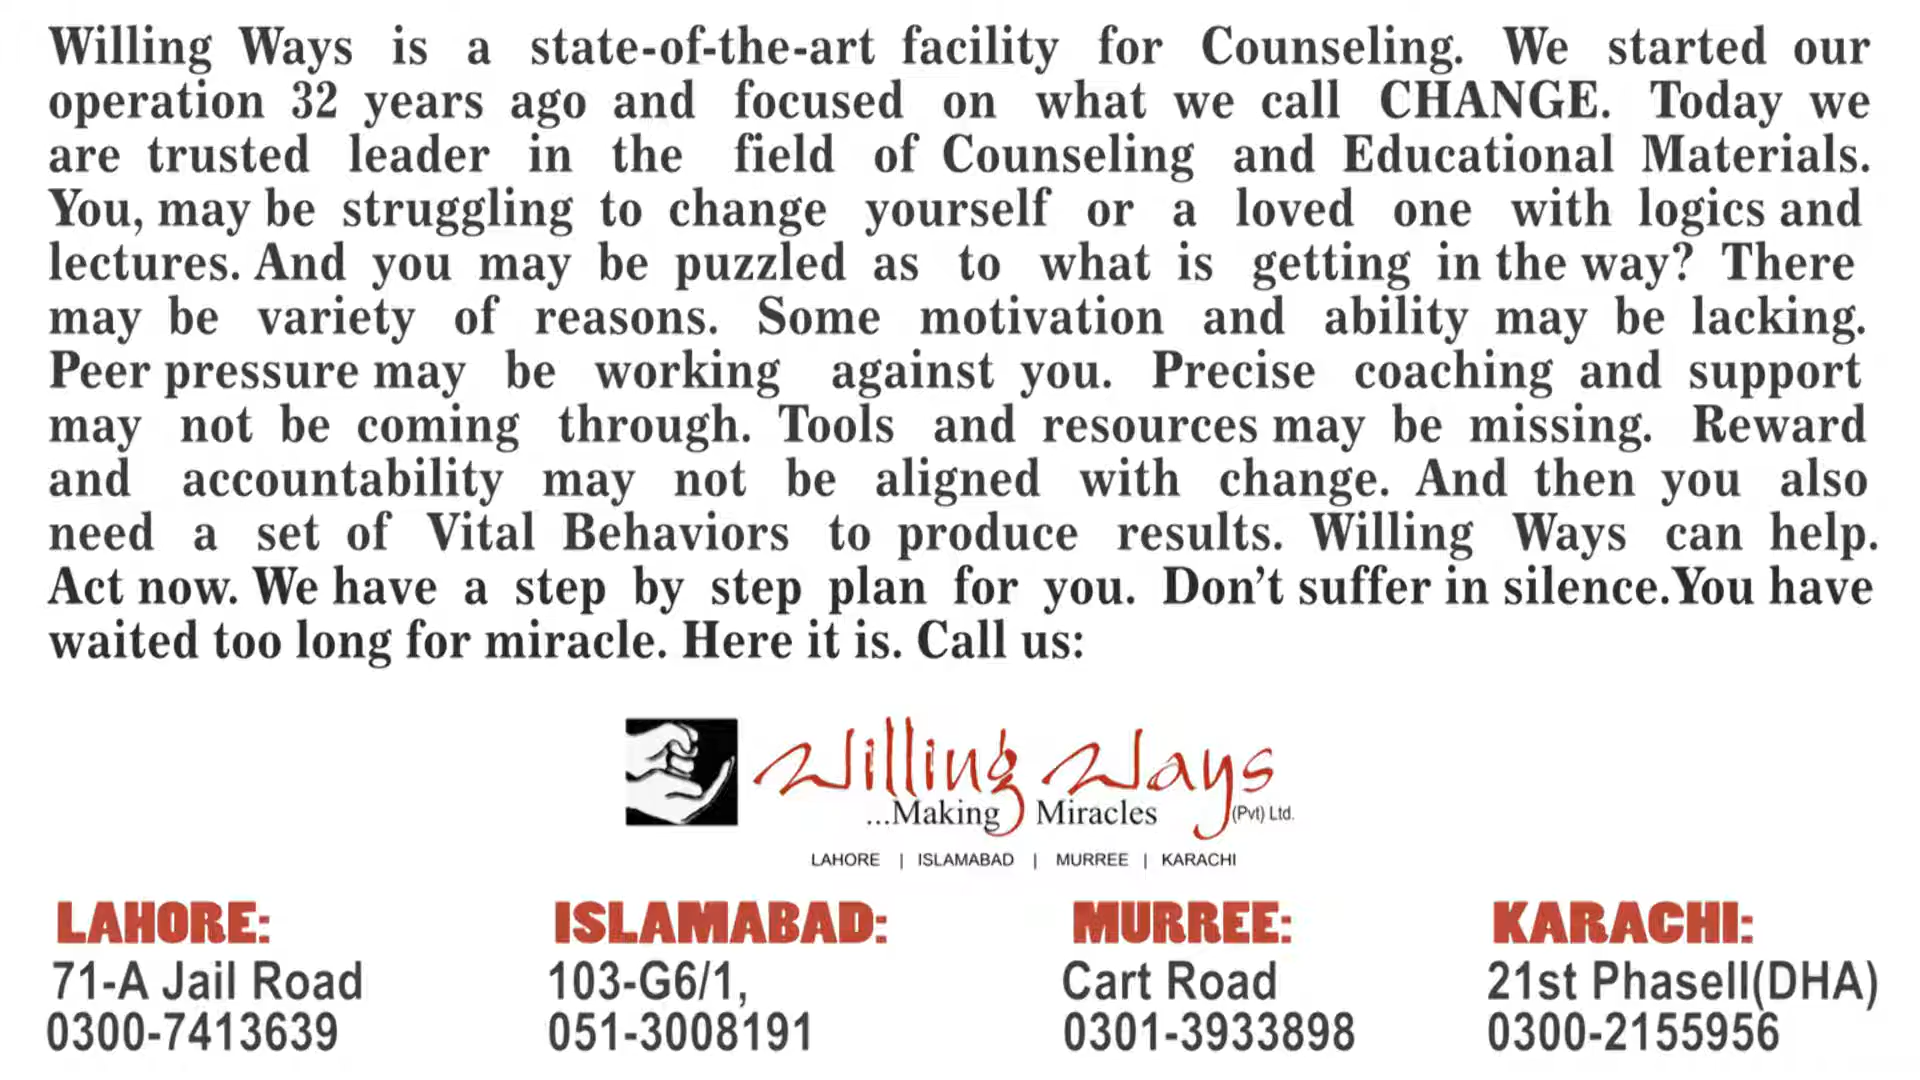 Willing Ways is a state-of-the-art facility for Counseling. We started our
operation 32 years ago and focused on what we call CHANGE. Today we
are trusted leader in the field of Counseling and Educational Materials.
You, may be struggling to change yourself or a loved one with logics and
lectures. And you may be puzzled as to what is getting in the way? There
may be variety of reasons. Some motivation and ability may be lacking.
Peer pressure may be working against you. Precise coaching and support
may not be coming through. Tools and resources may be missing. Reward
and accountability may not be aligned with change. And then you also
need a set of Vital Behaviors to produce results. Willing Ways can help.
Act now. We have a step by step plan for you. Don’t suffer in silence.You have
waited too long for miracle. Here it is. Call us:
Willing Ways
...Making Miracles (Pvt) Ltd.
LAHORE | ISLAMABAD | MURREE | KARACHI
LAHORE:
71-A Jail Road
0300-7413639
ISLAMABAD:
103-G6/1,
051-3008191
MURREE:
Cart Road
0301-3933898
KARACHI:
21st PhaseII(DHA)
0300-2155956